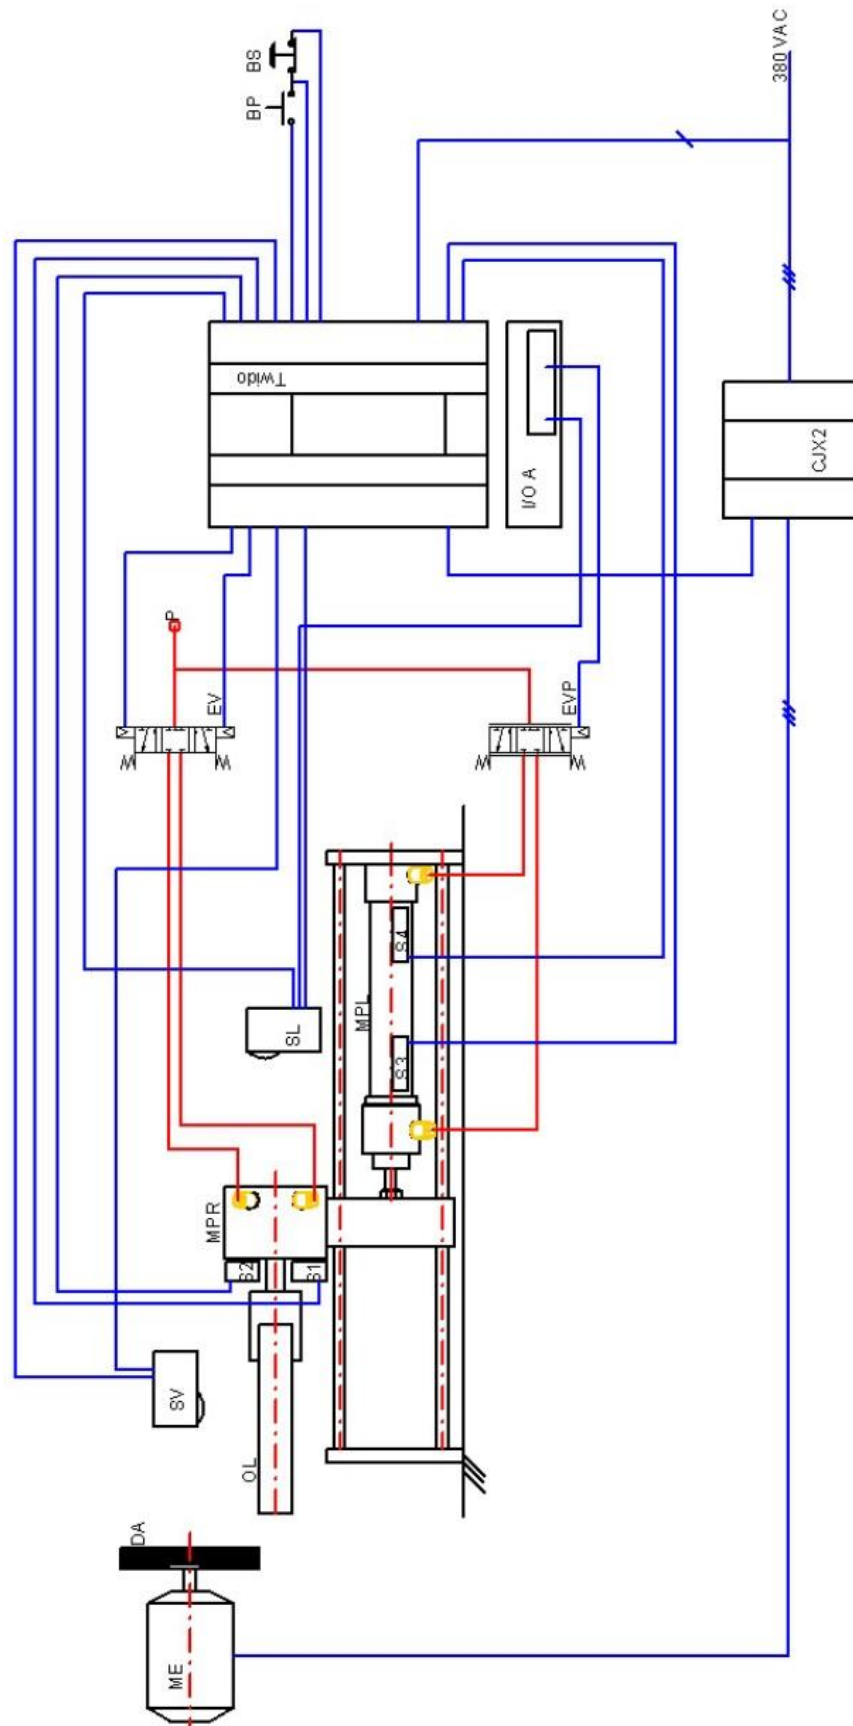 BS
BP
380 VAC
Twido
I/O A
CJX2
P
EV
EVP
S4
MPL
SL
S3
MPR
S2
S1
SV
OL
DA
ME